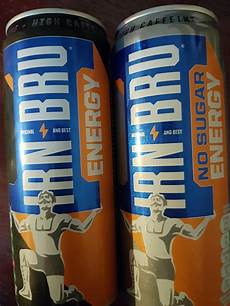 HIGH CAFFEINE
IRN-BRU
ORIGINAL AND BEST
ENERGY
HIGH CAFFEINE
IRN-BRU
ORIGINAL AND BEST
NO SUGAR
ENERGY